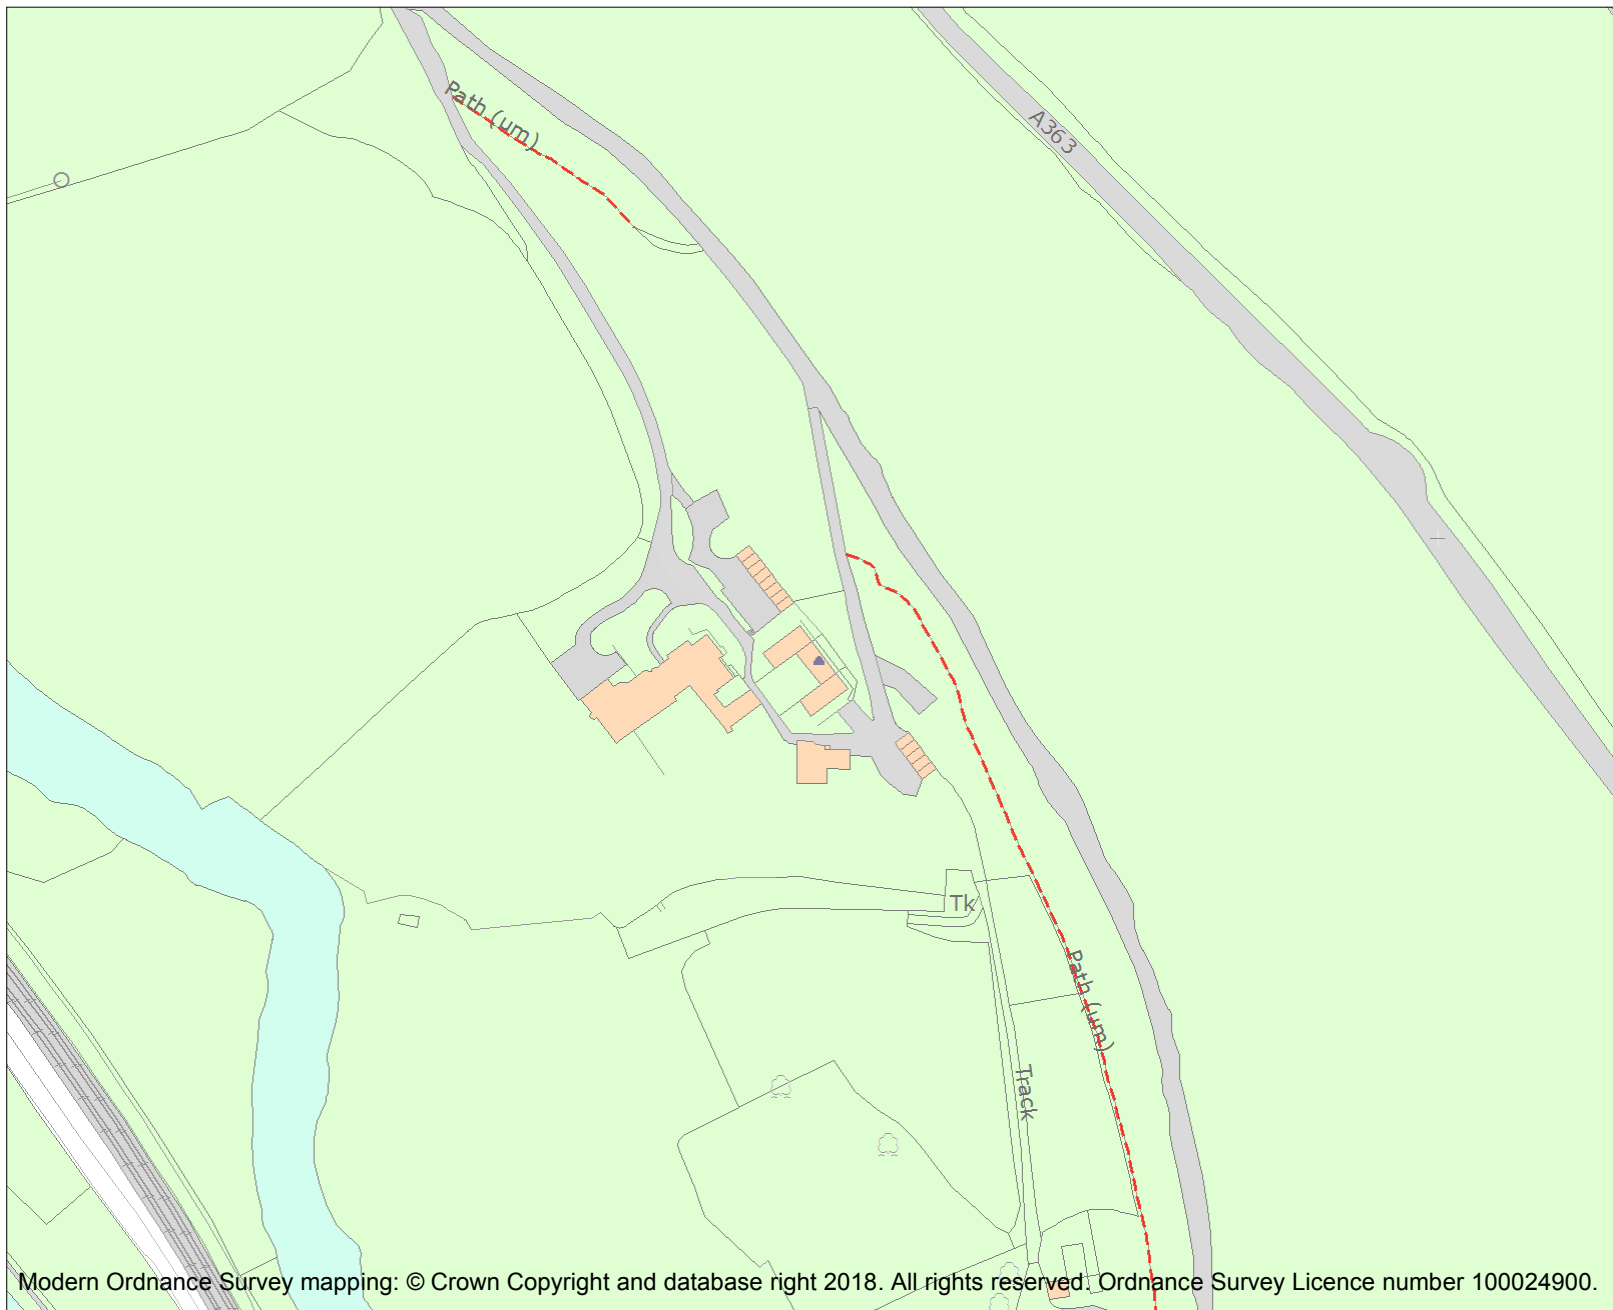 Path (um)
A363
Tk
Path (um)
Track
Modern Ordnance Survey mapping: © Crown Copyright and database right 2018. All rights reserved. Ordnance Survey Licence number 100024900.